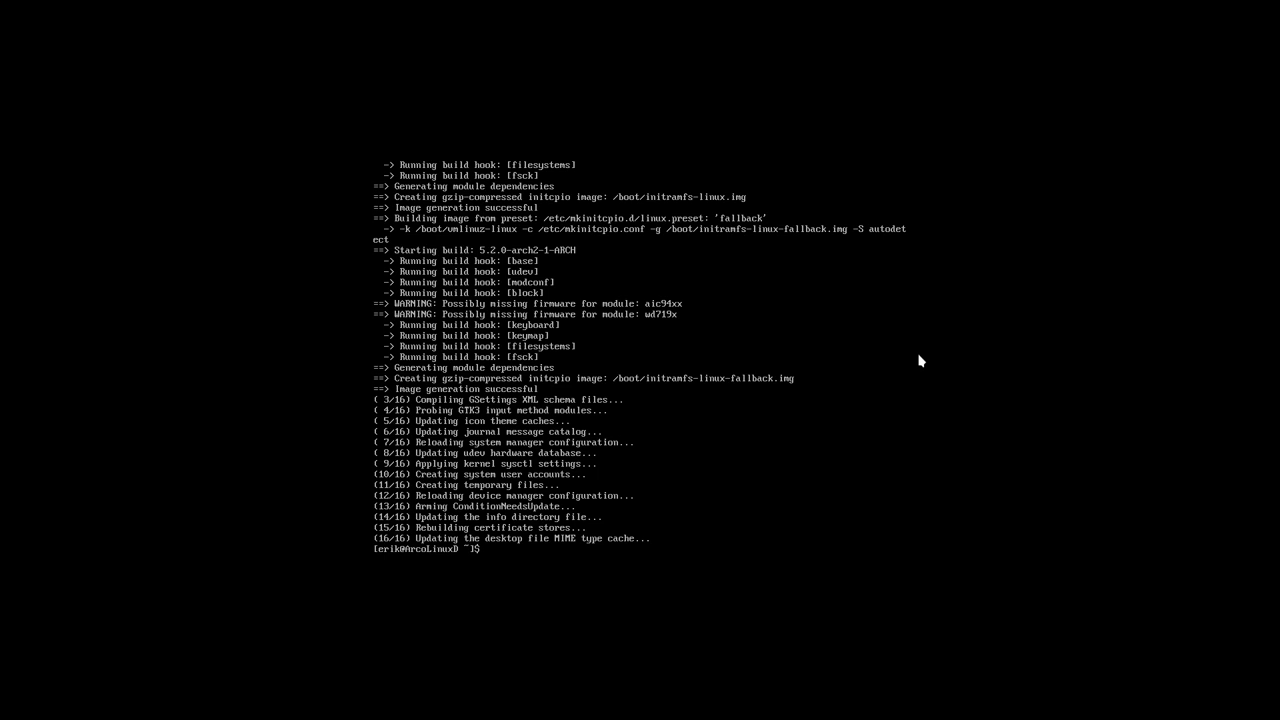 -> Running build hook: [filesystems]
  -> Running build hook: [fsck]
==> Generating module dependencies
==> Creating gzip-compressed initcpio image: /boot/initramfs-linux.img
==> Image generation successful
==> Building image from preset: /etc/mkinitcpio.d/linux.preset: 'fallback'
  -> -k /boot/vmlinuz-linux -c /etc/mkinitcpio.conf -g /boot/initramfs-linux-fallback.img -S autodet
ect
==> Starting build: 5.2.0-arch2-1-ARCH
  -> Running build hook: [base]
  -> Running build hook: [udev]
  -> Running build hook: [modconf]
  -> Running build hook: [block]
==> WARNING: Possibly missing firmware for module: aic94xx
==> WARNING: Possibly missing firmware for module: wd719x
  -> Running build hook: [keyboard]
  -> Running build hook: [keymap]
  -> Running build hook: [filesystems]
  -> Running build hook: [fsck]
==> Generating module dependencies
==> Creating gzip-compressed initcpio image: /boot/initramfs-linux-fallback.img
==> Image generation successful
( 3/16) Compiling GSettings XML schema files...
( 4/16) Probing GTK3 input method modules...
( 5/16) Updating icon theme caches...
( 6/16) Updating journal message catalog...
( 7/16) Reloading system manager configuration...
( 8/16) Updating udev hardware database...
( 9/16) Applying kernel sysctl settings...
(10/16) Creating system user accounts...
(11/16) Creating temporary files...
(12/16) Reloading device manager configuration...
(13/16) Arming ConditionNeedsUpdate...
(14/16) Updating the info directory file...
(15/16) Rebuilding certificate stores...
(16/16) Updating the desktop file MIME type cache...
[erik@ArcoLinuxD ~]$